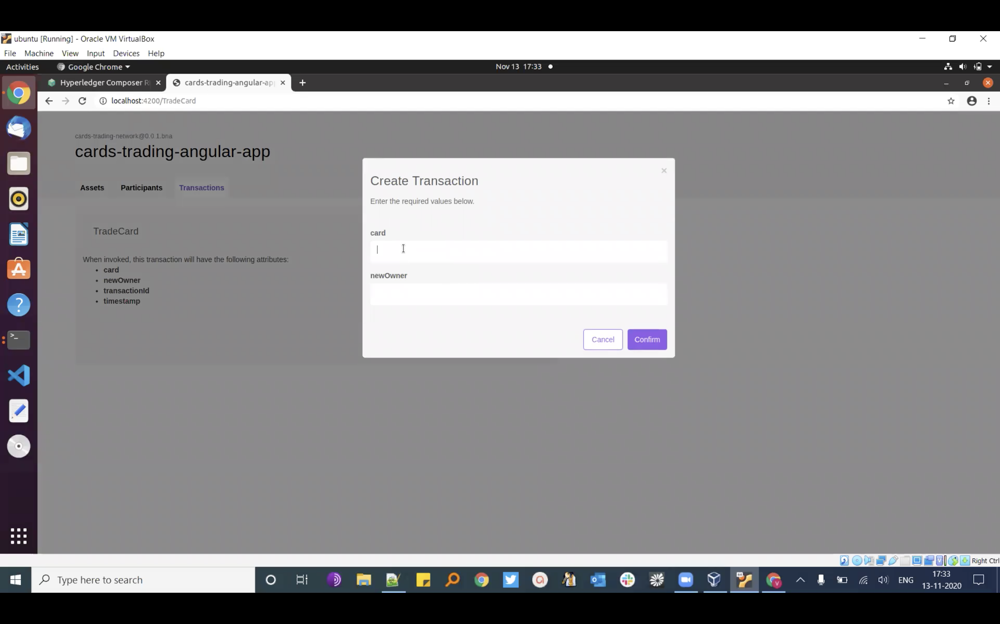 ubuntu [Running] - Oracle VM VirtualBox
File Machine View Input Devices Help
Activities Google Chrome Nov 13 17:33
Hyperledger Composer R cards-trading-angular-ap
localhost:4200/TradeCard
cards-trading-network@0.0.1.bna
cards-trading-angular-app
Assets Participants Transactions
TradeCard
When invoked, this transaction will have the following attributes:
• card
• newOwner
• transactionId
• timestamp
Create Transaction
Enter the required values below.
card
newOwner
Cancel Confirm
Right Ctrl
Type here to search
ENG
17:33
13-11-2020